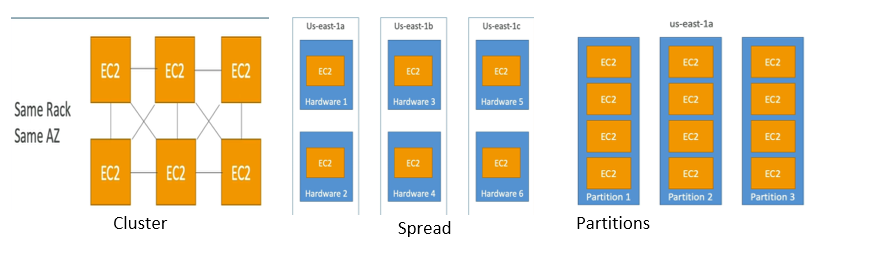 Same Rack
Same AZ
EC2 EC2 EC2
EC2 EC2 EC2
Cluster
Us-east-1a Us-east-1b Us-east-1c
EC2 EC2 EC2
Hardware 1 Hardware 3 Hardware 5
EC2 EC2 EC2
Hardware 2 Hardware 4 Hardware 6
Spread
us-east-1a
EC2 EC2 EC2
EC2 EC2 EC2
EC2 EC2 EC2
EC2 EC2 EC2
Partition 1 Partition 2 Partition 3
Partitions